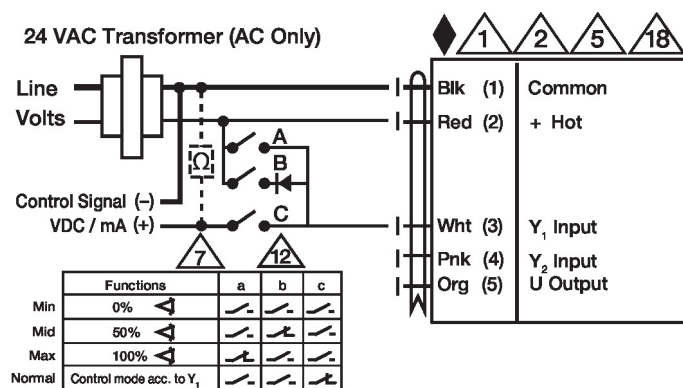 24 VAC Transformer (AC Only)
1 2 5 18
Line
Volts
Blk (1) Common
Red (2) + Hot
A
B
C
Ω
Control Signal (–)
VDC / mA (+)
Wht (3) Y1 Input
Pnk (4) Y2 Input
Org (5) U Output
7
12
Functions a b c
Min 0%
Mid 50%
Max 100%
Normal Control mode acc. to Y1